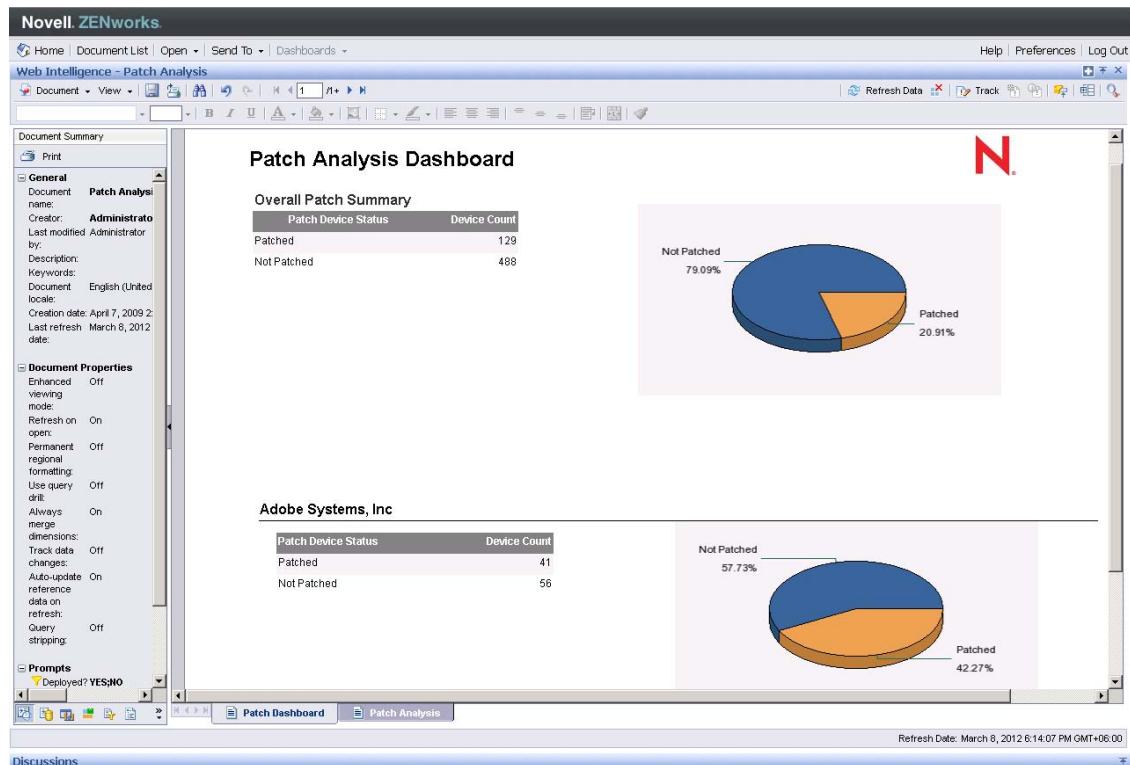 Novell. ZENworks.
Home | Document List | Open | Send To | Dashboards
Help | Preferences | Log Out
Web Intelligence - Patch Analysis
Document View 1 /1+
Refresh Data Track
B I U A
Document Summary
Print
General
Document name: Patch Analysi
Creator: Administrato
Last modified by: Administrator
Description:
Keywords:
Document locale: English (United
Creation date: April 7, 2009 2:
Last refresh date: March 8, 2012
Document Properties
Enhanced viewing mode: Off
Refresh on open: On
Permanent regional formatting: Off
Use query drill: Off
Always merge dimensions: On
Track data changes: Off
Auto-update reference data on refresh: On
Query stripping: Off
Prompts
Deployed? YES;NO
Patch Analysis Dashboard
N
Overall Patch Summary
Patch Device Status Device Count
Patched 129
Not Patched 488
Not Patched
79.09%
Patched
20.91%
Adobe Systems, Inc
Patch Device Status Device Count
Patched 41
Not Patched 56
Not Patched
57.73%
Patched
42.27%
Patch Dashboard
Patch Analysis
Refresh Date: March 8, 2012 6:14:07 PM GMT+06:00
Discussions